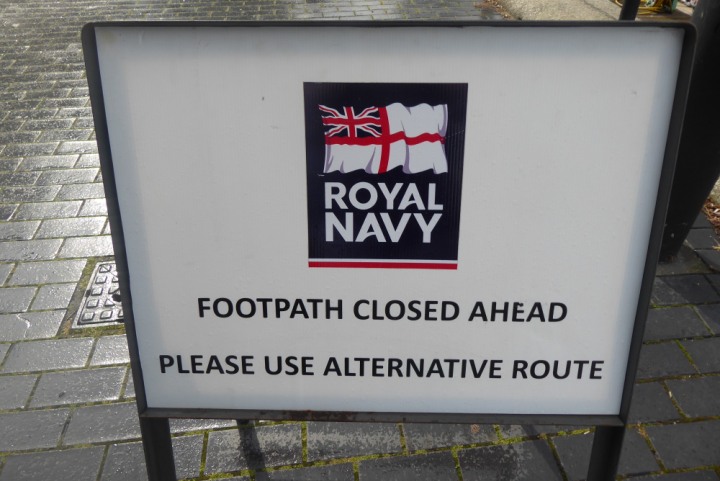 ROYAL
NAVY
FOOTPATH CLOSED AHEAD
PLEASE USE ALTERNATIVE ROUTE